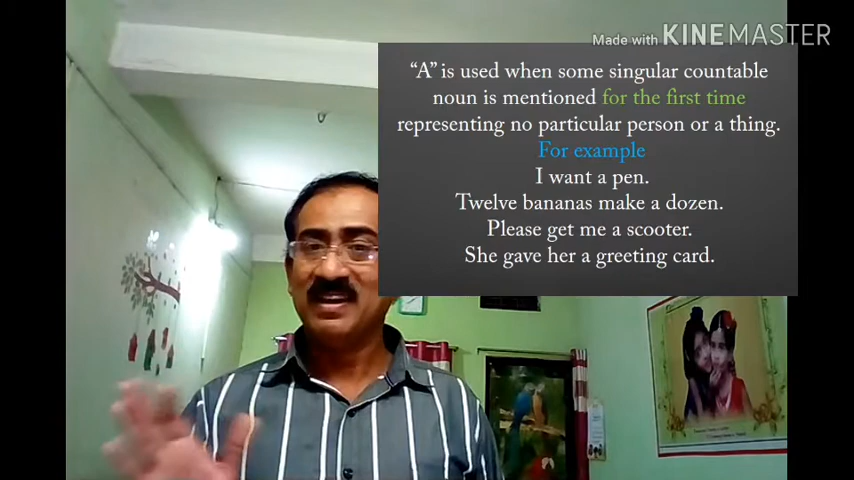 Made with KINEMASTER
“A” is used when some singular countable
noun is mentioned for the first time
representing no particular person or a thing.
For example
I want a pen.
Twelve bananas make a dozen.
Please get me a scooter.
She gave her a greeting card.